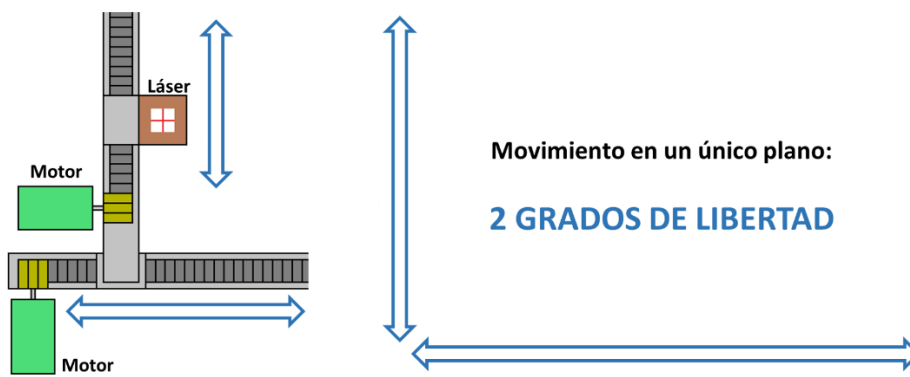 Láser
Motor
Motor
Movimiento en un único plano:
2 GRADOS DE LIBERTAD